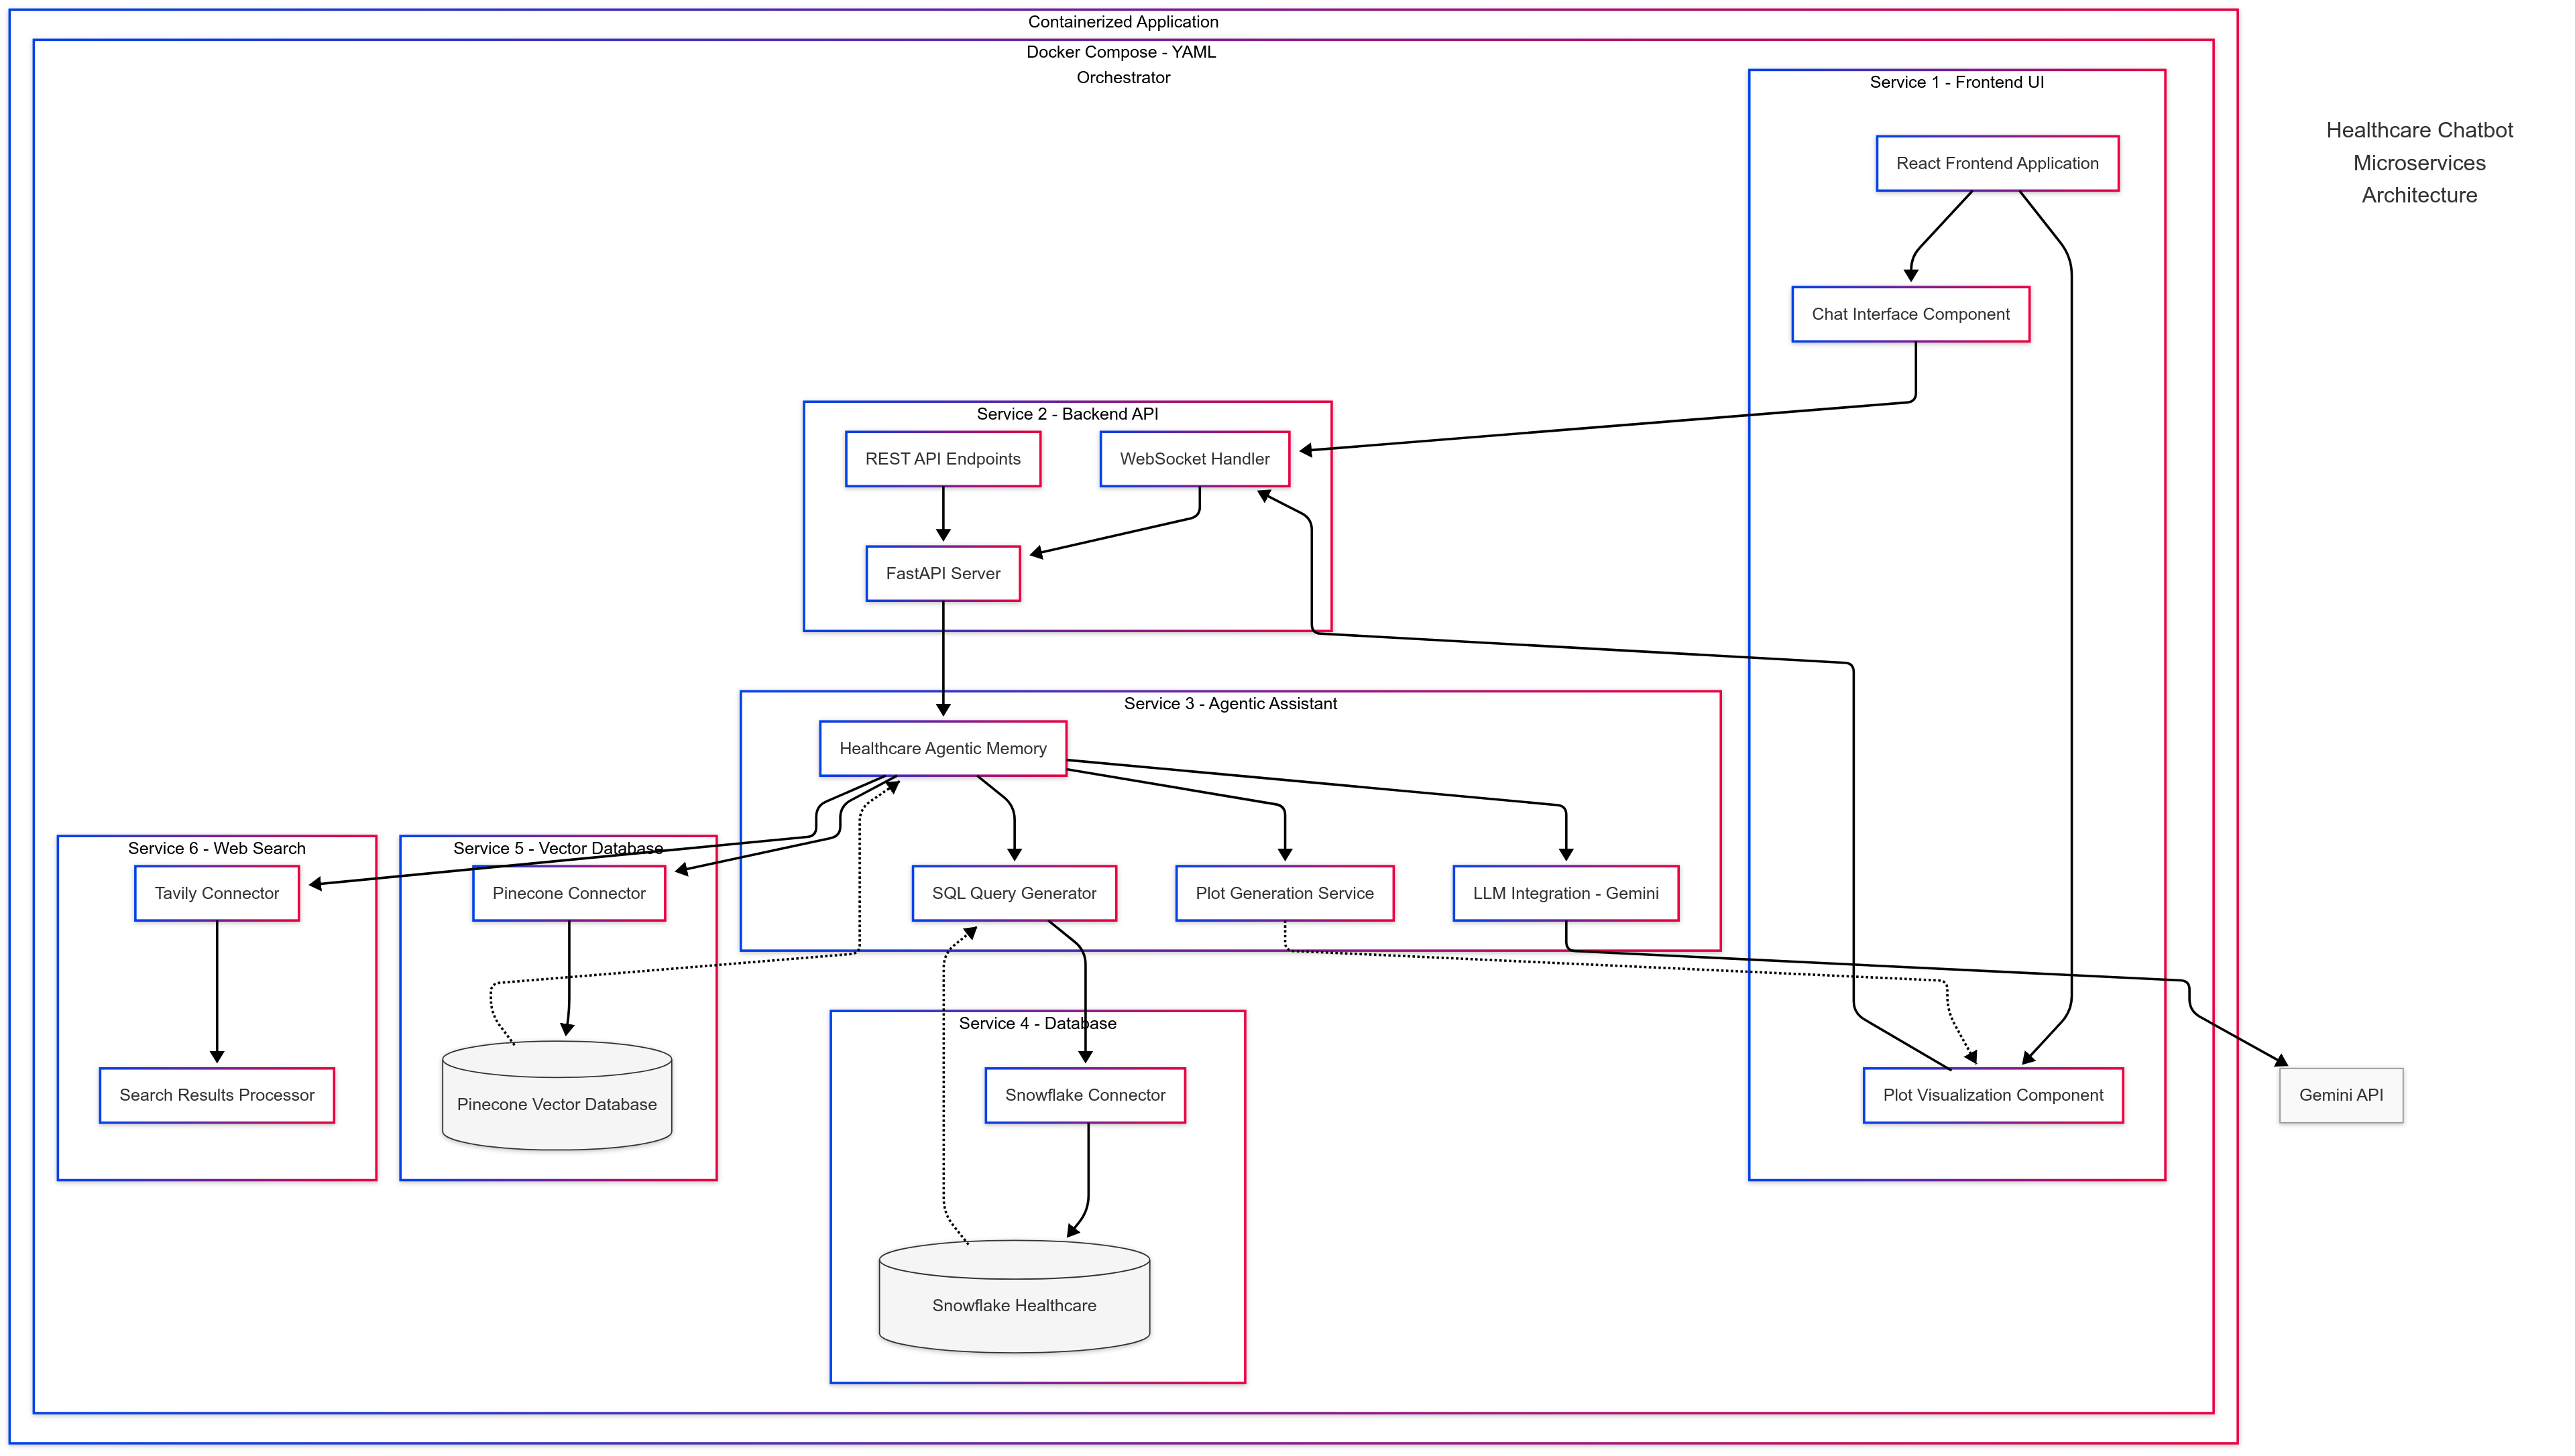 Containerized Application
Docker Compose - YAML
Orchestrator
Service 1 - Frontend UI
React Frontend Application
Chat Interface Component
Healthcare Chatbot
Microservices
Architecture
Service 2 - Backend API
REST API Endpoints
WebSocket Handler
FastAPI Server
Service 3 - Agentic Assistant
Healthcare Agentic Memory
Service 6 - Web Search
Service 5 - Vector Database
Tavily Connector
Pinecone Connector
SQL Query Generator
Plot Generation Service
LLM Integration - Gemini
Service 4 - Database
Search Results Processor
Pinecone Vector Database
Snowflake Connector
Plot Visualization Component
Gemini API
Snowflake Healthcare